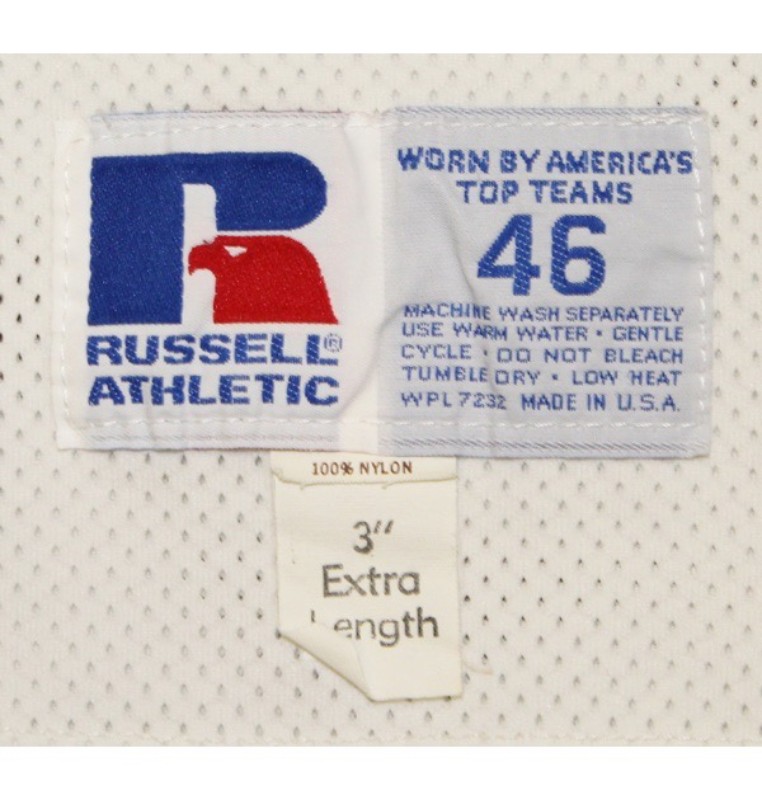 RUSSELL®
ATHLETIC
WORN BY AMERICA'S
TOP TEAMS
46
MACHINE WASH SEPARATELY
USE WARM WATER · GENTLE
CYCLE · DO NOT BLEACH
TUMBLE DRY · LOW HEAT
WPL 7232 MADE IN U.S.A.
100% NYLON
3"
Extra
Length